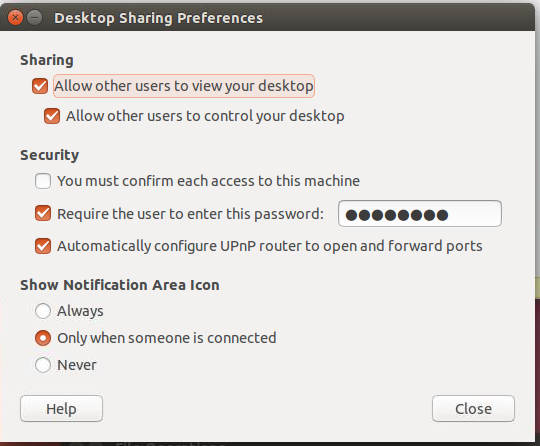 Desktop Sharing Preferences
Sharing
Allow other users to view your desktop
Allow other users to control your desktop
Security
You must confirm each access to this machine
Require the user to enter this password: ●●●●●●●●
Automatically configure UPnP router to open and forward ports
Show Notification Area Icon
Always
Only when someone is connected
Never
Help Close